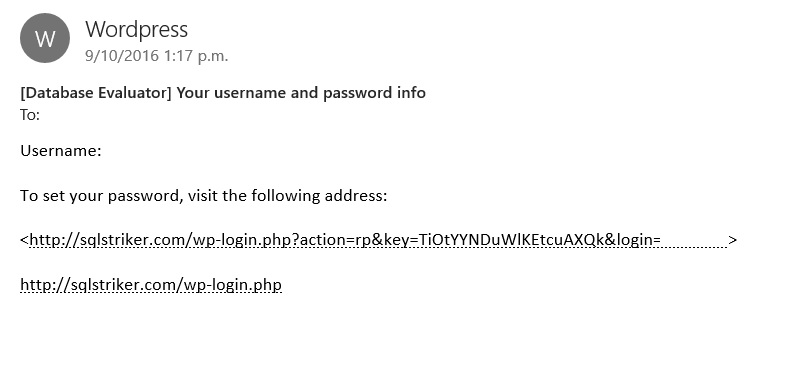 W
Wordpress
9/10/2016 1:17 p.m.
[Database Evaluator] Your username and password info
To:
Username:
To set your password, visit the following address:
<http://sqlstriker.com/wp-login.php?action=rp&key=TiOtYYNDuWlKEtcuAXQk&login= >
http://sqlstriker.com/wp-login.php